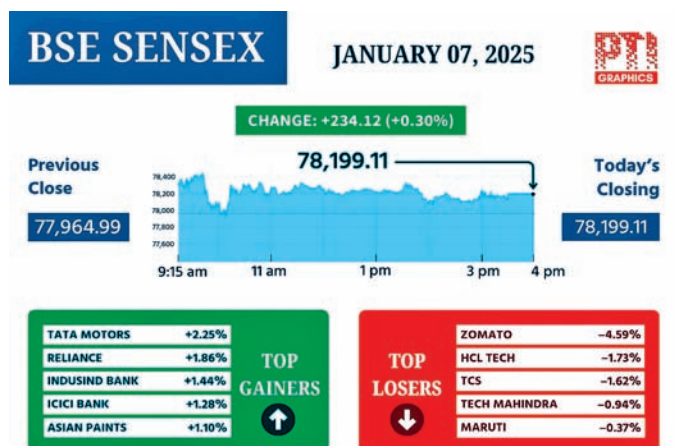 BSE SENSEX
JANUARY 07, 2025
PTI
GRAPHICS
CHANGE: +234.12 (+0.30%)
Previous
Close
77,964.99
78,199.11
Today's
Closing
78,199.11
78,400
78,200
78,000
77,800
77,600
9:15 am 11 am 1 pm 3 pm 4 pm
TATA MOTORS +2.25%
RELIANCE +1.86%
INDUSIND BANK +1.44%
ICICI BANK +1.28%
ASIAN PAINTS +1.10%
TOP
GAINERS
TOP
LOSERS
ZOMATO –4.59%
HCL TECH –1.73%
TCS –1.62%
TECH MAHINDRA –0.94%
MARUTI –0.37%